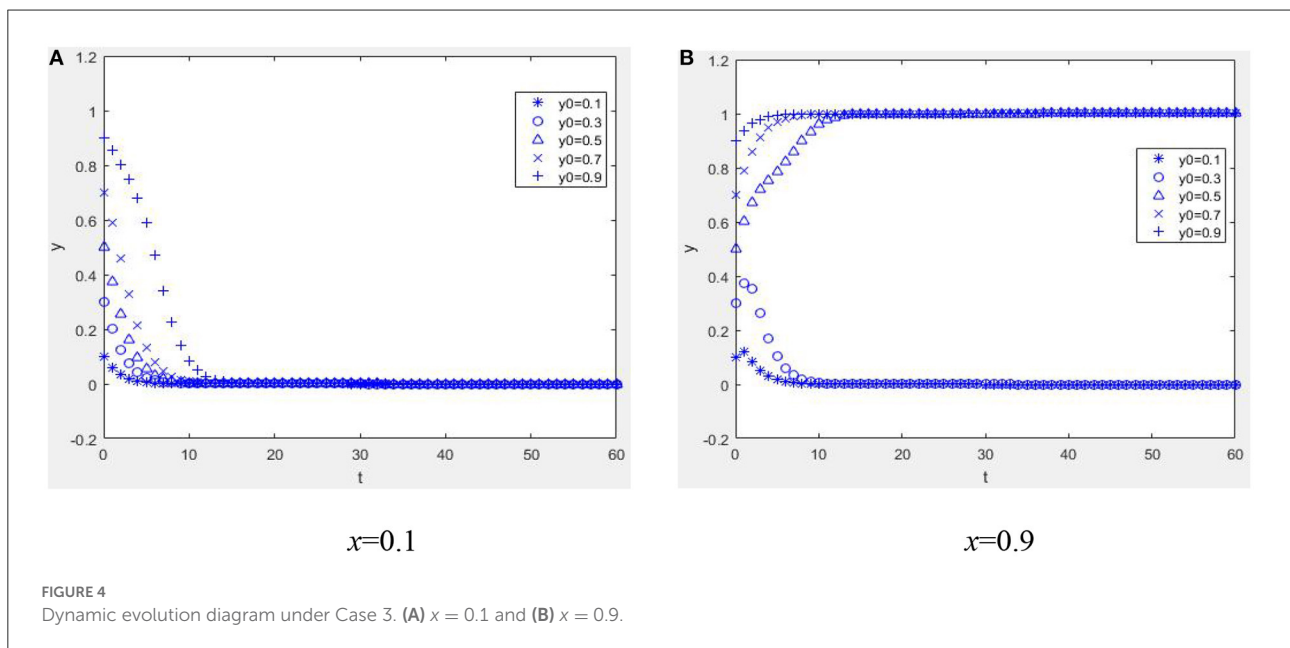 A
1.2
1
0.8
0.6
0.4
0.2
0
-0.2
y
0 10 20 30 40 50 60
t
y0=0.1
y0=0.3
y0=0.5
y0=0.7
y0=0.9
x=0.1
B
1.2
1
0.8
0.6
0.4
0.2
0
-0.2
y
0 10 20 30 40 50 60
t
y0=0.1
y0=0.3
y0=0.5
y0=0.7
y0=0.9
x=0.9
FIGURE 4
Dynamic evolution diagram under Case 3. (A) x = 0.1 and (B) x = 0.9.